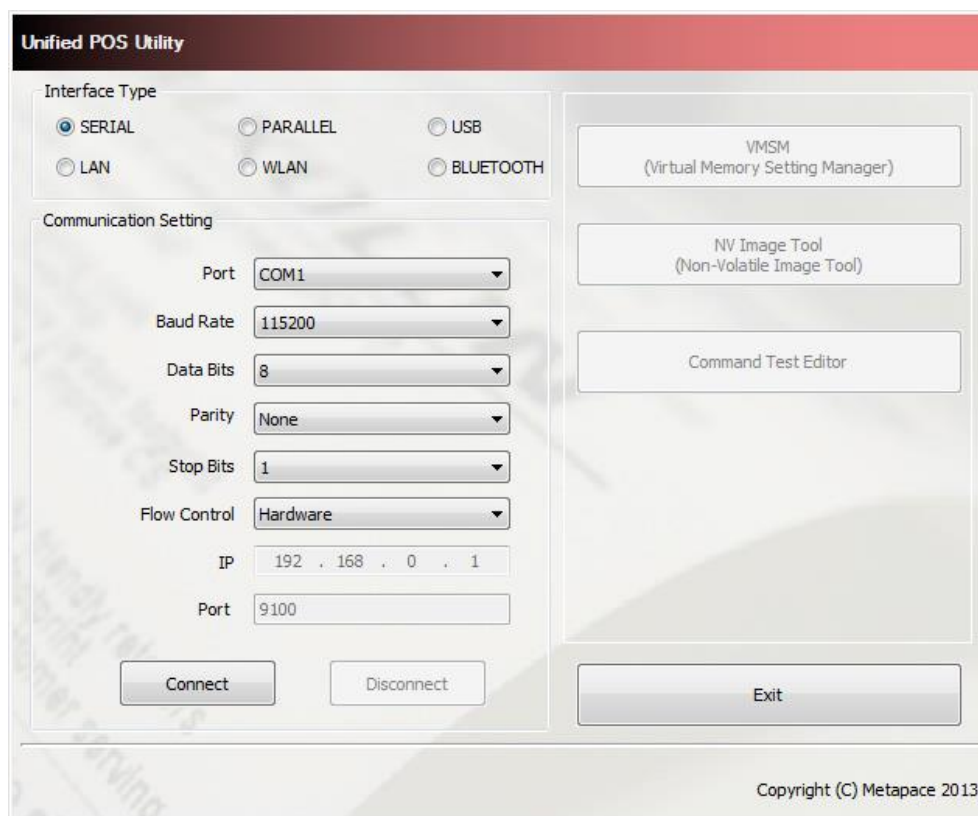 Unified POS Utility
Interface Type
SERIAL PARALLEL USB
LAN WLAN BLUETOOTH
Communication Setting
Port COM1
Baud Rate 115200
Data Bits 8
Parity None
Stop Bits 1
Flow Control Hardware
IP 192 . 168 . 0 . 1
Port 9100
Connect Disconnect
VMSM
(Virtual Memory Setting Manager)
NV Image Tool
(Non-Volatile Image Tool)
Command Test Editor
Exit
Copyright (C) Metapace 2013